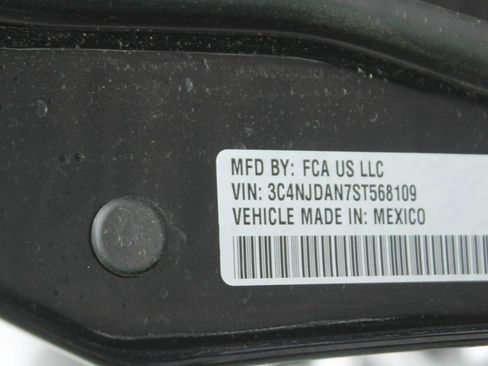 MFD BY: FCA US LLC
VIN: 3C4NJDAN7ST568109
VEHICLE MADE IN: MEXICO